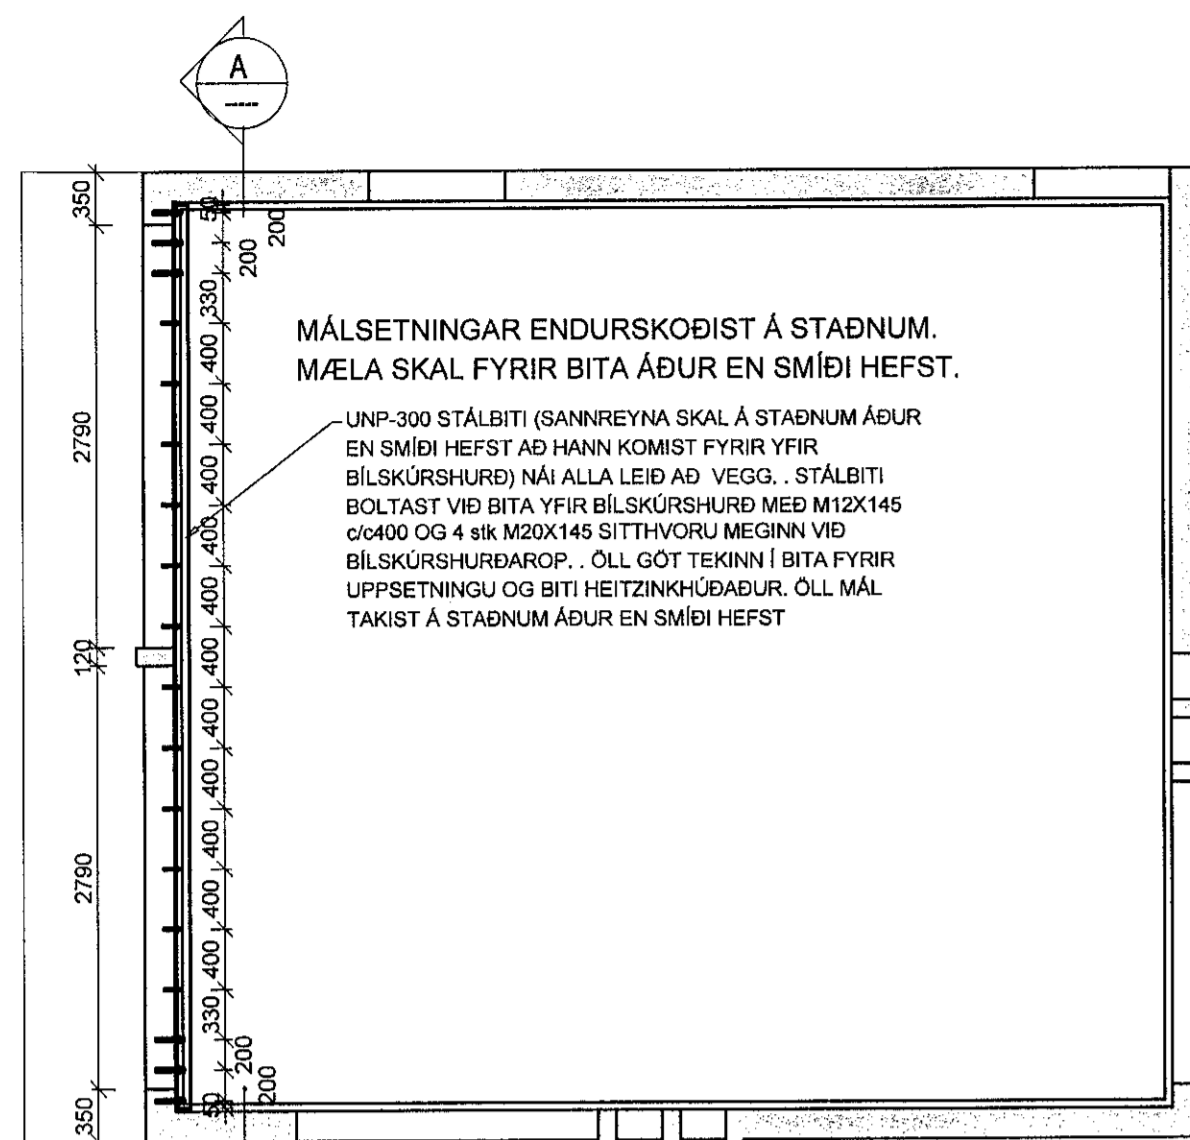 A
----
350
2790
120
2790
350
50
200
200
330
400
400
400
400
400
400
400
400
400
400
400
330
200
200
50
MÁLSETNINGAR ENDURSKOÐIST Á STAÐNUM.
MÆLA SKAL FYRIR BITA ÁÐUR EN SMÍÐI HEFST.
UNP-300 STÁLBITI (SANNREYNA SKAL Á STAÐNUM ÁÐUR
EN SMÍÐI HEFST AÐ HANN KOMIST FYRIR YFIR
BÍLSKÚRSHURÐ) NÁI ALLA LEIÐ AÐ VEGG. . STÁLBITI
BOLTAST VIÐ BITA YFIR BÍLSKÚRSHURÐ MEÐ M12X145
c/c400 OG 4 stk M20X145 SITTHVORU MEGINN VIÐ
BÍLSKÚRSHURÐAROP. . ÖLL GÖT TEKINN Í BITA FYRIR
UPPSETNINGU OG BITI HEITZINKHÚÐAÐUR. ÖLL MÁL
TAKIST Á STAÐNUM ÁÐUR EN SMÍÐI HEFST